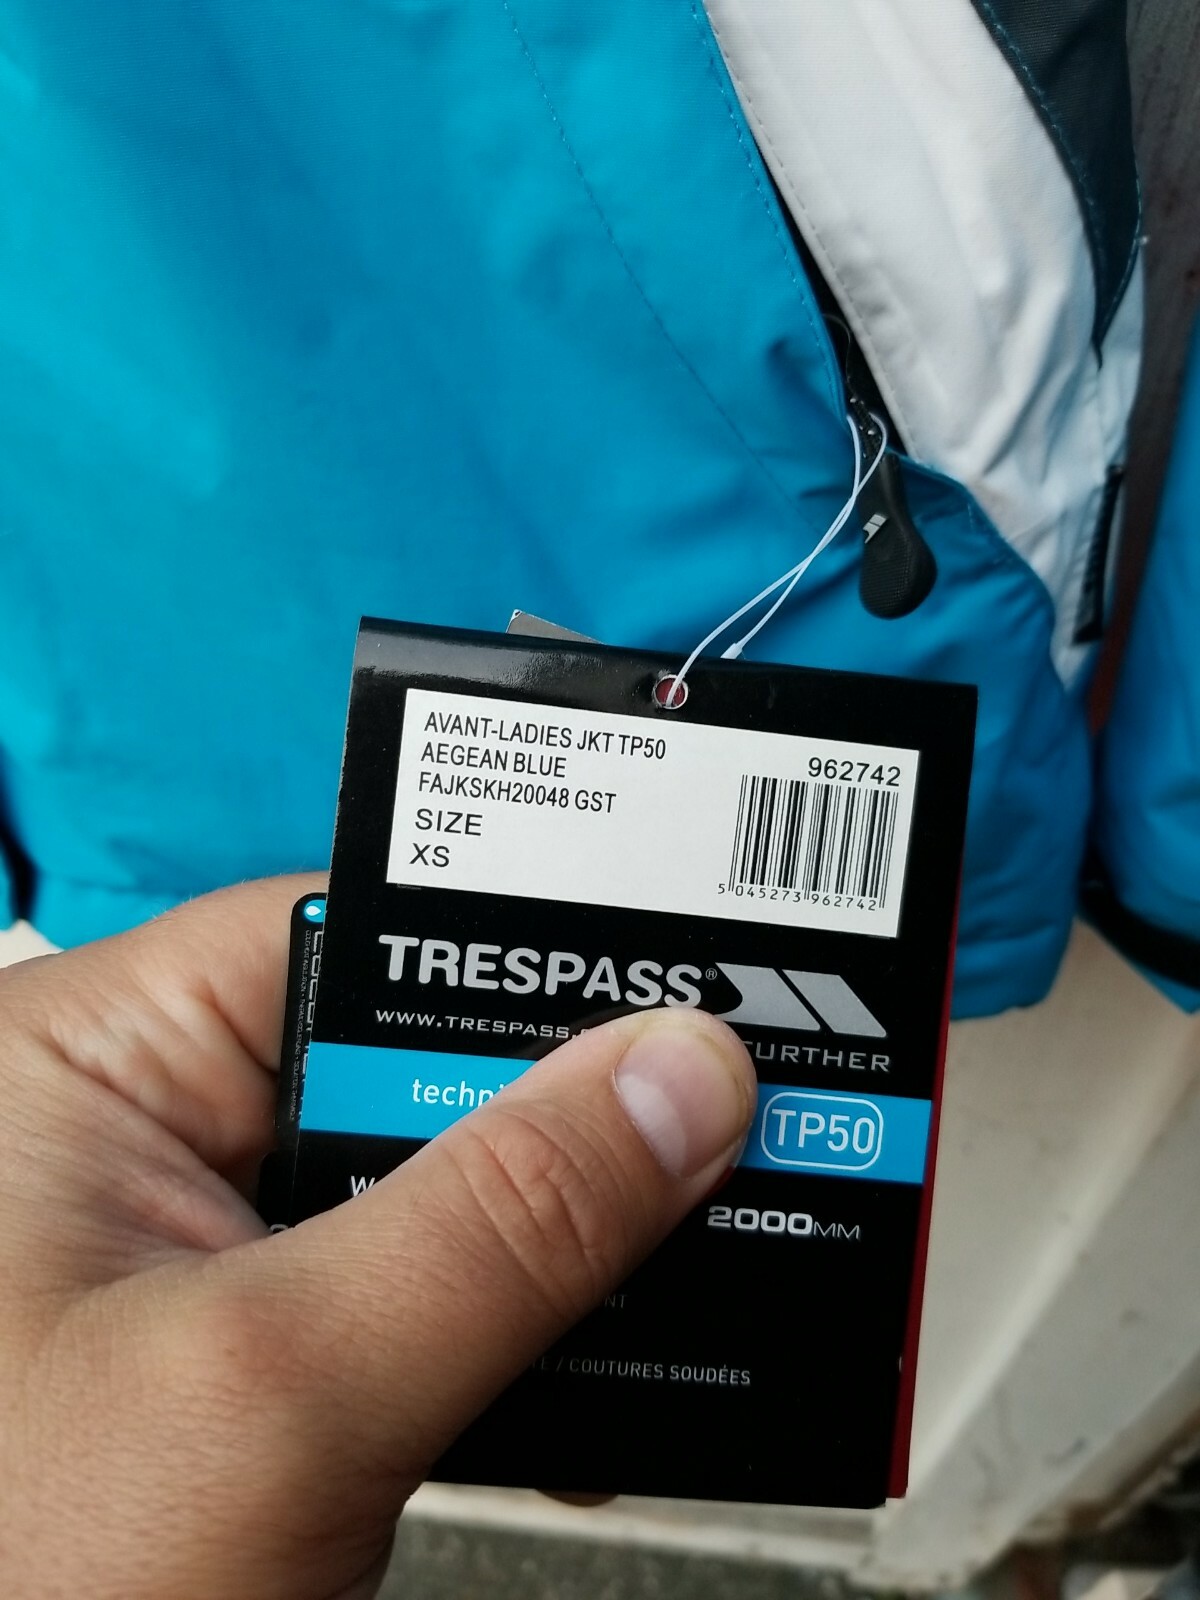 AVANT-LADIES JKT TP50
AEGEAN BLUE
FAJKSKH20048 GST
SIZE
XS
962742
5 045273 962742
TRESPASS®
WWW.TRESPASS.
FURTHER
TP50
2000MM
/ COUTURES SOUDÉES